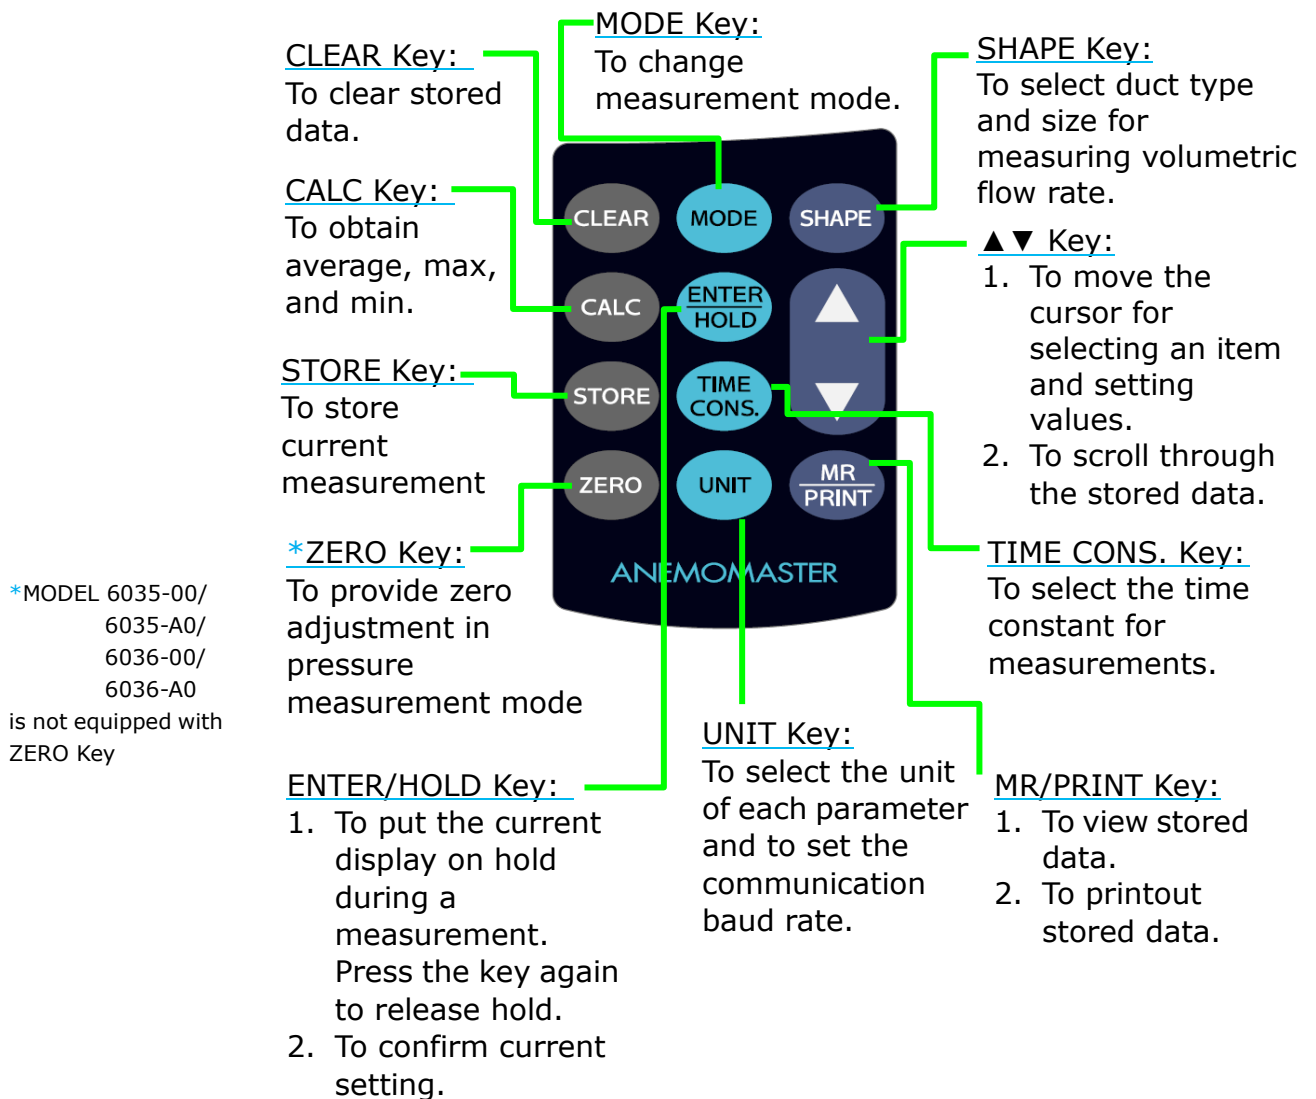 MODE Key:
To change
measurement mode.
CLEAR Key:
To clear stored
data.
SHAPE Key:
To select duct type
and size for
measuring volumetric
flow rate.
CALC Key:
To obtain
average, max,
and min.
▲▼ Key:
1. To move the
cursor for
selecting an item
and setting
values.
2. To scroll through
the stored data.
STORE Key:
To store
current
measurement
*ZERO Key:
To provide zero
adjustment in
pressure
measurement mode
*MODEL 6035-00/
6035-A0/
6036-00/
6036-A0
is not equipped with
ZERO Key
CLEAR
MODE
SHAPE
CALC
ENTER
HOLD
▲
STORE
TIME
CONS.
▼
ZERO
UNIT
MR
PRINT
ANEMOMASTER
TIME CONS. Key:
To select the time
constant for
measurements.
ENTER/HOLD Key:
1. To put the current
display on hold
during a
measurement.
Press the key again
to release hold.
2. To confirm current
setting.
UNIT Key:
To select the unit
of each parameter
and to set the
communication
baud rate.
MR/PRINT Key:
1. To view stored
data.
2. To printout
stored data.